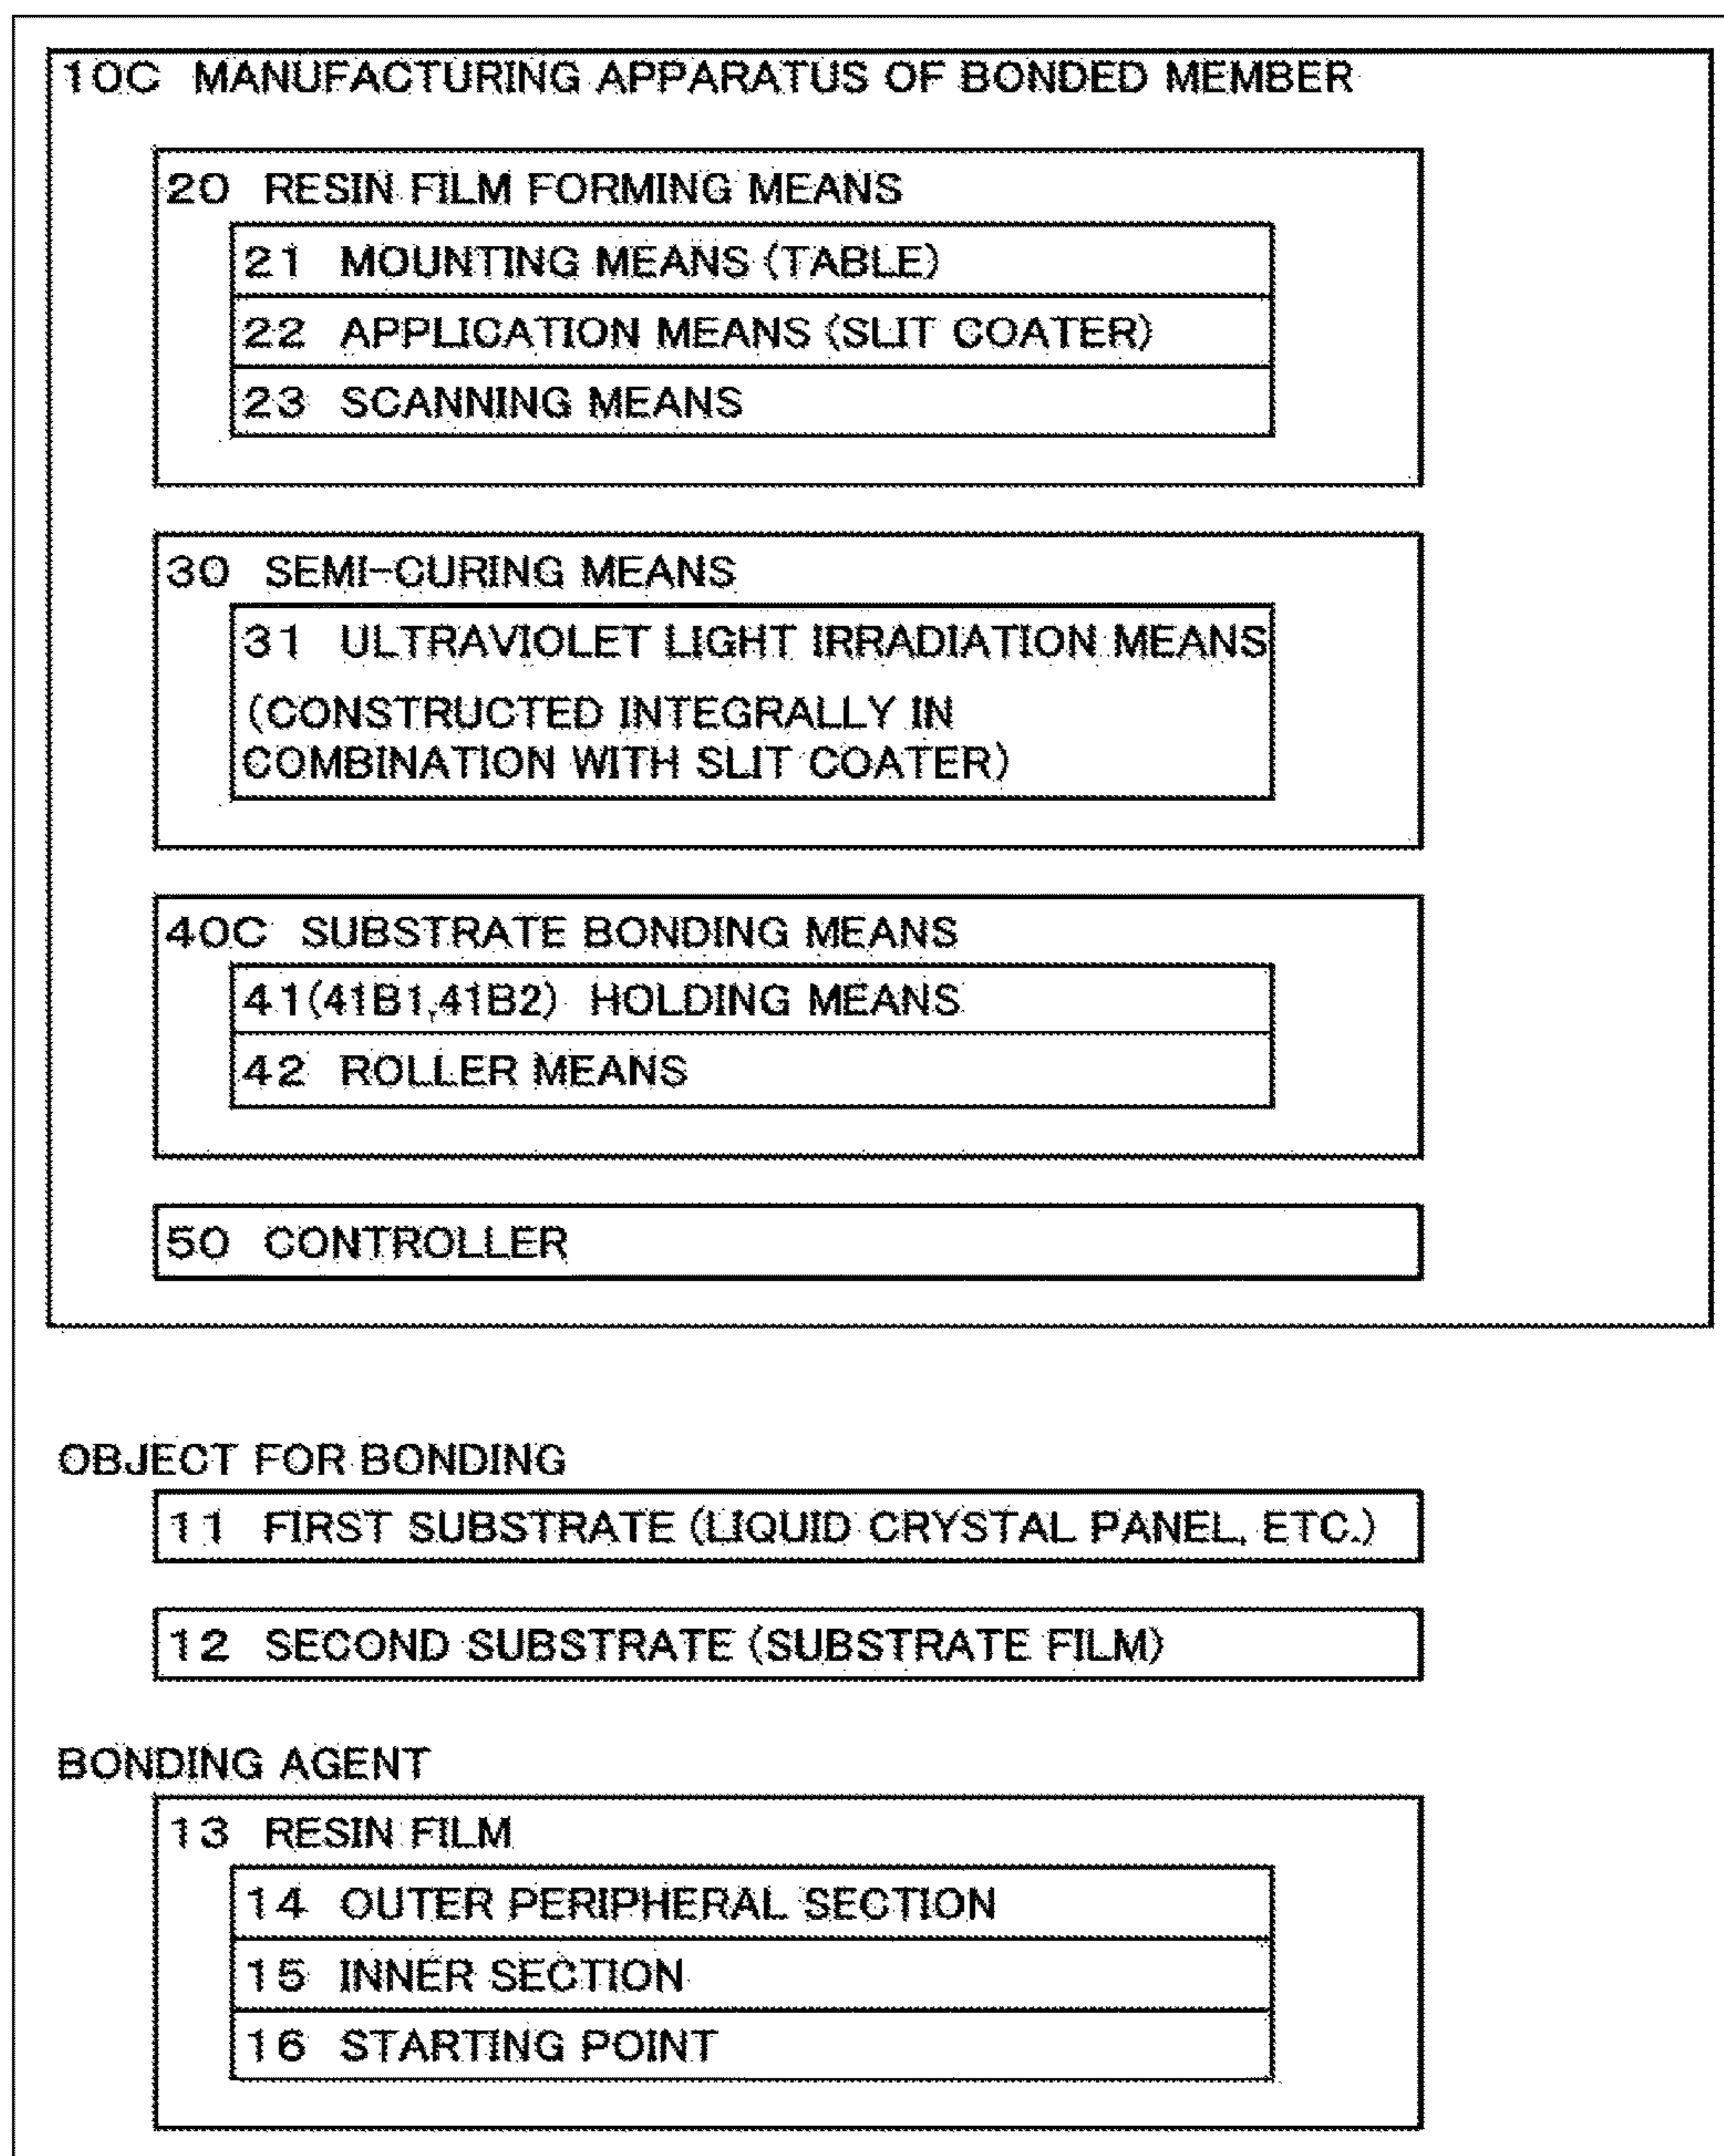 10C MANUFACTURING APPARATUS OF BONDED MEMBER
20 RESIN FILM FORMING MEANS
21 MOUNTING MEANS (TABLE)
22 APPLICATION MEANS (SLIT COATER)
23 SCANNING MEANS
30 SEMI-CURING MEANS
31 ULTRAVIOLET LIGHT IRRADIATION MEANS
(CONSTRUCTED INTEGRALLY IN
COMBINATION WITH SLIT COATER)
40C SUBSTRATE BONDING MEANS
41(41B1,41B2) HOLDING MEANS
42 ROLLER MEANS
50 CONTROLLER
OBJECT FOR BONDING
11 FIRST SUBSTRATE (LIQUID CRYSTAL PANEL, ETC.)
12 SECOND SUBSTRATE (SUBSTRATE FILM)
BONDING AGENT
13 RESIN FILM
14 OUTER PERIPHERAL SECTION
15 INNER SECTION
16 STARTING POINT